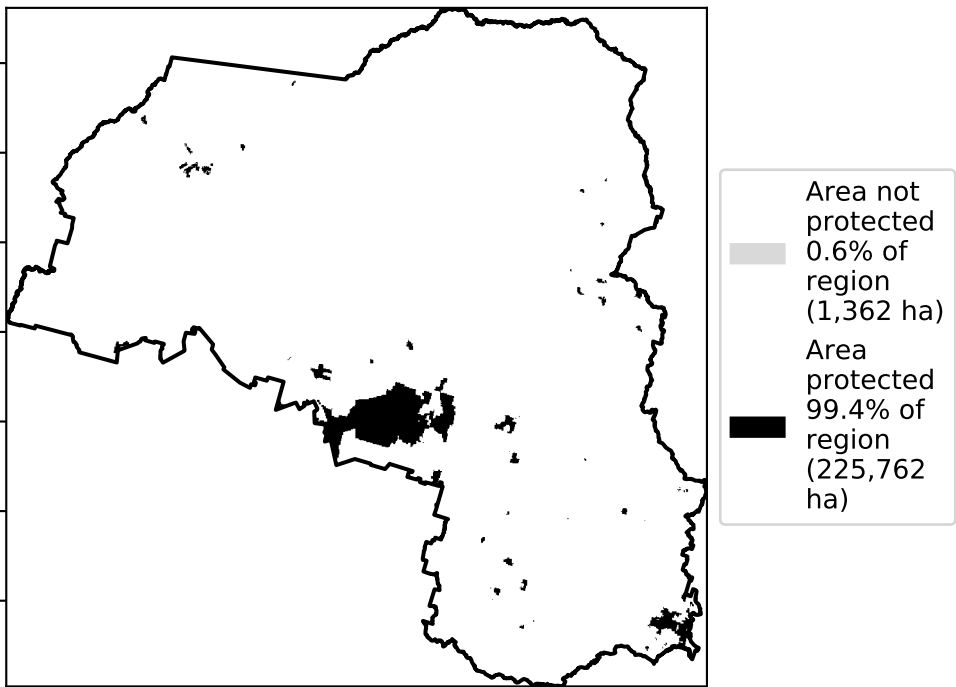 Area not
protected
0.6% of
region
(1,362 ha)
Area
protected
99.4% of
region
(225,762
ha)